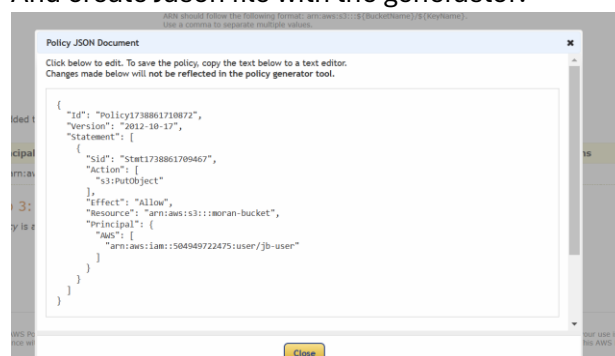 And create Jason file with the generator.
ARN should follow the following format: arn:aws:s3:::${BucketName}/${KeyName}.
Use a comma to separate multiple values.
Policy JSON Document
Click below to edit. To save the policy, copy the text below to a text editor.
Changes made below will not be reflected in the policy generator tool.
{
"Id": "Policy1738861710872",
"Version": "2012-10-17",
"Statement": [
{
"Sid": "Stmt1738861709467",
"Action": [
"s3:PutObject"
],
"Effect": "Allow",
"Resource": "arn:aws:s3:::moran-bucket",
"Principal": {
"AWS": [
"arn:aws:iam::504949722475:user/jb-user"
]
}
}
]
}
Close